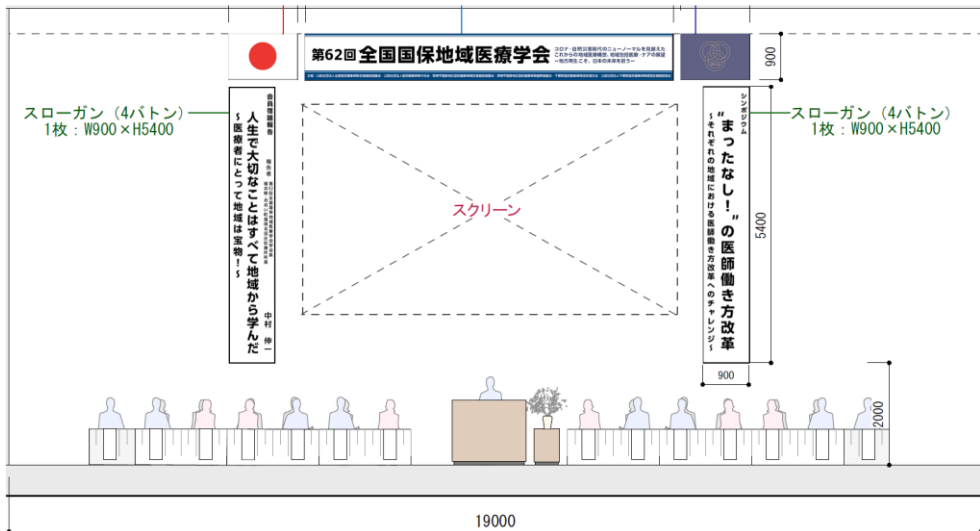 第62回 全国国保地域医療学会
コロナ・自然災害時代のニューノーマルを見据えた
これからの地域医療構想、地域包括医療・ケアの展望
~地方再生こそ、日本の未来を担う~
900
スローガン（4バトン）
1枚：W900×H5400
会員宿題報告
報告者
人生で大切なことはすべて地域から学んだ
~医療者にとって地域は宝物！~
中村 伸一
スクリーン
シンポジウム
“まったなし！”の医師働き方改革
~それぞれの地域における医師働き方改革へのチャレンジ~
スローガン（4バトン）
1枚：W900×H5400
5400
900
2000
19000